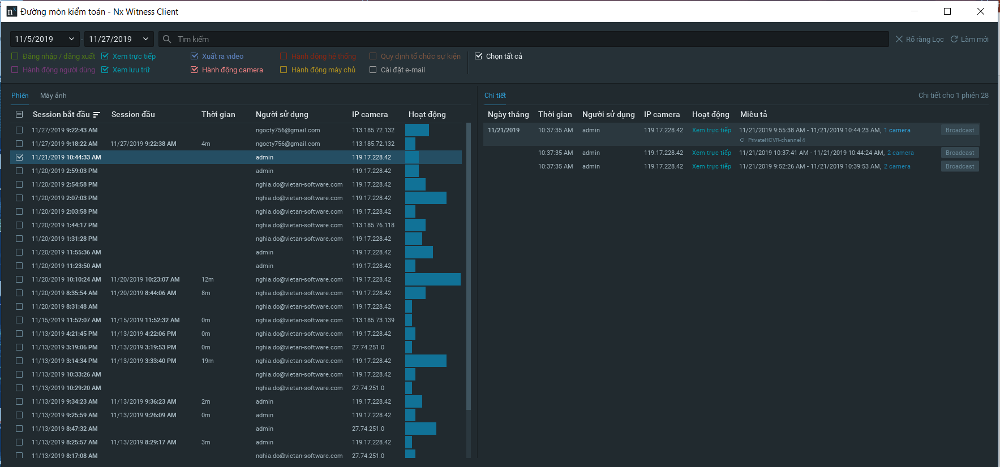 Đường mòn kiểm toán - Nx Witness Client
11/5/2019 - 11/27/2019 Tìm kiếm Rõ ràng Lọc Làm mới
Đăng nhập / đăng xuất Xem trực tiếp Xuất ra video Hành động hệ thống Quy định tổ chức sự kiện Chọn tất cả
Hành động người dùng Xem lưu trữ Hành động camera Hành động máy chủ Cài đặt e-mail
Phiên Máy ảnh
Session bắt đầu Session đầu Thời gian Người sử dụng IP camera Hoạt động
11/27/2019 9:22:43 AM ngocty756@gmail.com 113.185.72.132
11/27/2019 9:18:22 AM 11/27/2019 9:22:38 AM 4m ngocty756@gmail.com 113.185.72.132
11/21/2019 10:44:33 AM admin 119.17.228.42
11/20/2019 2:59:03 PM admin 119.17.228.42
11/20/2019 2:54:58 PM nghia.do@vietan-software.com 119.17.228.42
11/20/2019 2:07:03 PM nghia.do@vietan-software.com 119.17.228.42
11/20/2019 2:03:58 PM nghia.do@vietan-software.com 119.17.228.42
11/20/2019 1:44:17 PM nghia.do@vietan-software.com 113.185.76.118
11/20/2019 1:31:28 PM nghia.do@vietan-software.com 119.17.228.42
11/20/2019 11:55:36 AM admin 119.17.228.42
11/20/2019 11:23:50 AM admin 119.17.228.42
11/20/2019 10:10:24 AM 11/20/2019 10:23:07 AM 12m nghia.do@vietan-software.com 119.17.228.42
11/20/2019 8:35:54 AM 11/20/2019 8:44:06 AM 8m nghia.do@vietan-software.com 119.17.228.42
11/20/2019 8:31:48 AM nghia.do@vietan-software.com 119.17.228.42
11/15/2019 11:52:07 AM 11/15/2019 11:52:32 AM 0m nghia.do@vietan-software.com 113.185.73.139
11/13/2019 4:21:45 PM 11/13/2019 4:22:06 PM 0m nghia.do@vietan-software.com 119.17.228.42
11/13/2019 3:19:06 PM 11/13/2019 3:19:53 PM 0m nghia.do@vietan-software.com 27.74.251.0
11/13/2019 3:14:34 PM 11/13/2019 3:33:40 PM 19m nghia.do@vietan-software.com 119.17.228.42
11/13/2019 10:33:26 AM nghia.do@vietan-software.com 119.17.228.42
11/13/2019 10:29:20 AM nghia.do@vietan-software.com 27.74.251.0
11/13/2019 9:34:23 AM 11/13/2019 9:36:23 AM 2m admin 119.17.228.42
11/13/2019 9:25:59 AM 11/13/2019 9:26:09 AM 0m admin 119.17.228.42
11/13/2019 8:47:32 AM admin 27.74.251.0
11/13/2019 8:25:57 AM 11/13/2019 8:29:17 AM 3m admin 119.17.228.42
11/13/2019 8:17:08 AM nghia.do@vietan-software.com 27.74.251.0
Chi tiết Chi tiết cho 1 phiên 28
Ngày tháng Thời gian Người sử dụng IP camera Hoạt động Miêu tả
11/21/2019 10:37:35 AM admin 119.17.228.42 Xem trực tiếp 11/21/2019 9:55:38 AM - 11/21/2019 10:44:23 AM, 1 camera Broadcast
PrivateHCVR-channel 4
10:37:35 AM admin 119.17.228.42 Xem trực tiếp 11/21/2019 10:37:41 AM - 11/21/2019 10:44:24 AM, 2 camera Broadcast
10:37:35 AM admin 119.17.228.42 Xem trực tiếp 11/21/2019 9:52:26 AM - 11/21/2019 10:39:53 AM, 2 camera Broadcast